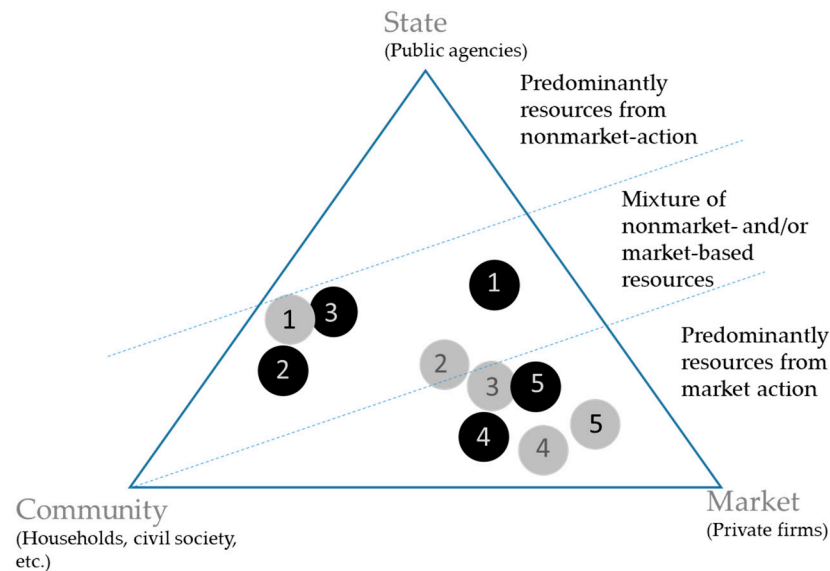 State
(Public agencies)
Predominantly
resources from
nonmarket-action
Mixture of
nonmarket- and/or
market-based
resources
1
1
3
2
Predominantly
resources from
market action
2
3
5
4
4
5
Community
(Households, civil society,
etc.)
Market
(Private firms)